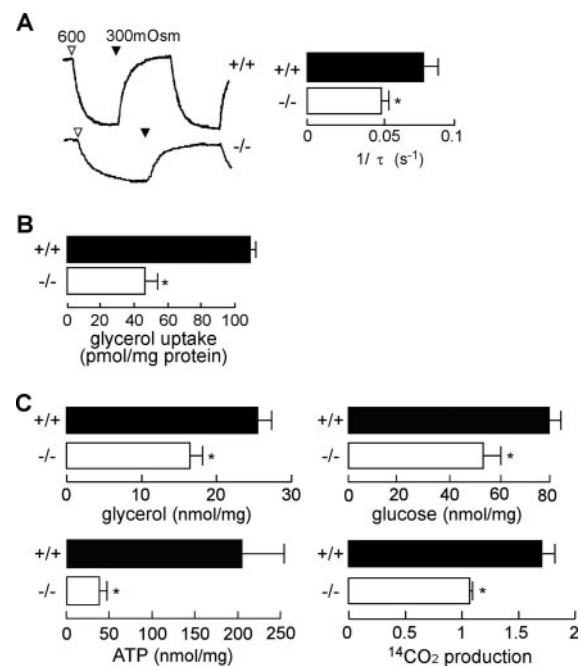 A
600 300mOsm
+/+
-/-
+/+
-/- *
0 0.05 0.1
1/ τ (s⁻¹)
B
+/+
-/- *
0 20 40 60 80 100
glycerol uptake
(pmol/mg protein)
C
+/+
-/- *
0 10 20 30
glycerol (nmol/mg)
+/+
-/- *
0 20 40 60 80
glucose (nmol/mg)
+/+
-/- *
0 50 100 150 200 250
ATP (nmol/mg)
+/+
-/- *
0 0.5 1 1.5 2
¹⁴CO₂ production